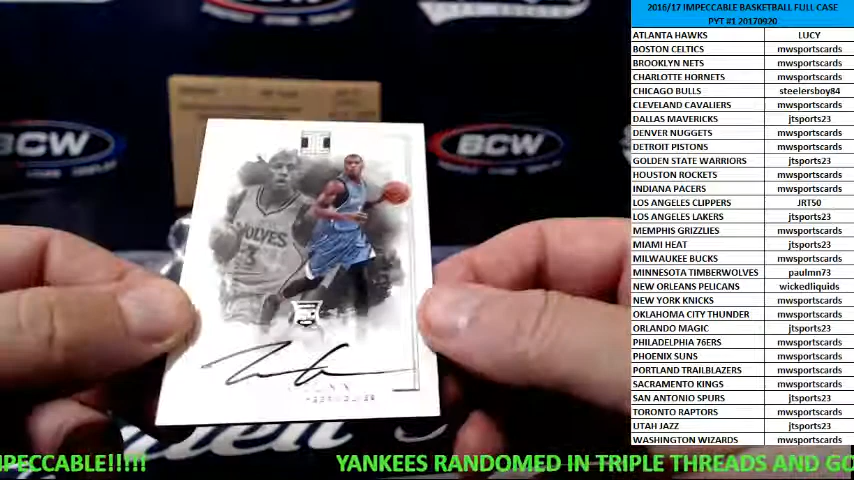 2016/17 IMPECCABLE BASKETBALL FULL CASE
PYT #1 20170920
ATLANTA HAWKS LUCY
BOSTON CELTICS mwsportscards
BROOKLYN NETS mwsportscards
CHARLOTTE HORNETS mwsportscards
CHICAGO BULLS steelersboy84
CLEVELAND CAVALIERS mwsportscards
DALLAS MAVERICKS jtsports23
DENVER NUGGETS mwsportscards
DETROIT PISTONS mwsportscards
GOLDEN STATE WARRIORS jtsports23
HOUSTON ROCKETS mwsportscards
INDIANA PACERS mwsportscards
LOS ANGELES CLIPPERS JRT50
LOS ANGELES LAKERS jtsports23
MEMPHIS GRIZZLIES mwsportscards
MIAMI HEAT jtsports23
MILWAUKEE BUCKS mwsportscards
MINNESOTA TIMBERWOLVES paulmn73
NEW ORLEANS PELICANS wickedliquids
NEW YORK KNICKS mwsportscards
OKLAHOMA CITY THUNDER mwsportscards
ORLANDO MAGIC jtsports23
PHILADELPHIA 76ERS mwsportscards
PHOENIX SUNS mwsportscards
PORTLAND TRAILBLAZERS mwsportscards
SACRAMENTO KINGS mwsportscards
SAN ANTONIO SPURS jtsports23
TORONTO RAPTORS mwsportscards
UTAH JAZZ jtsports23
WASHINGTON WIZARDS mwsportscards
BCW
BCW
WOLVES
3
PECCABLE!!!!! YANKEES RANDOMED IN TRIPLE THREADS AND GO